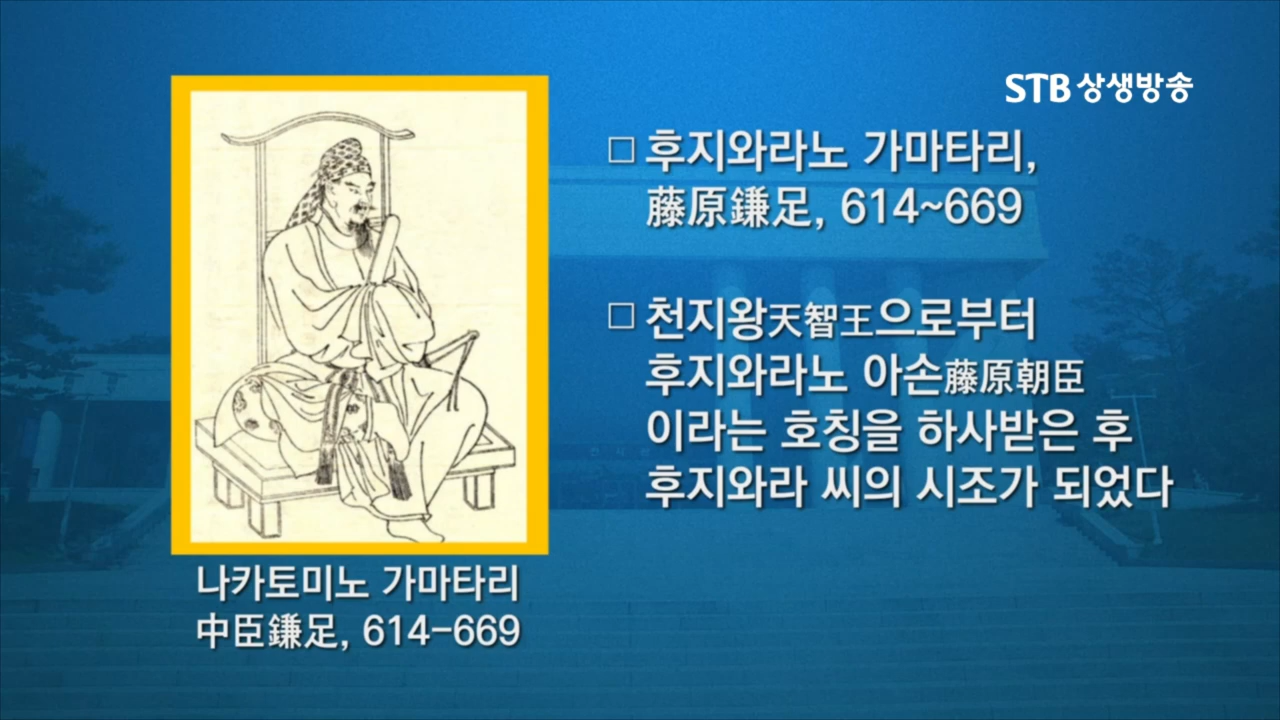 STB 상생방송
□ 후지와라노 가마타리,
藤原鎌足, 614~669
□ 천지왕天智王으로부터
후지와라노 아손藤原朝臣
이라는 호칭을 하사받은 후
후지와라 씨의 시조가 되었다
나카토미노 가마타리
中臣鎌足, 614-669